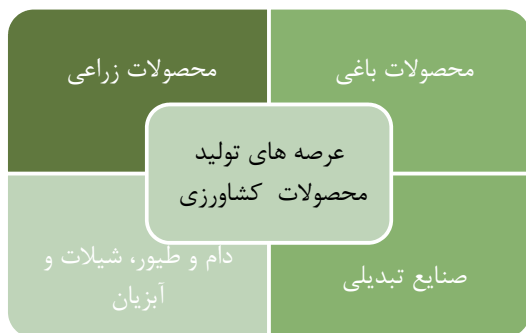 محصولات باغی
محصولات زراعی
عرصه های تولید
محصولات کشاورزی
صنایع تبدیلی
دام و طیور، شیلات و
آبزیان